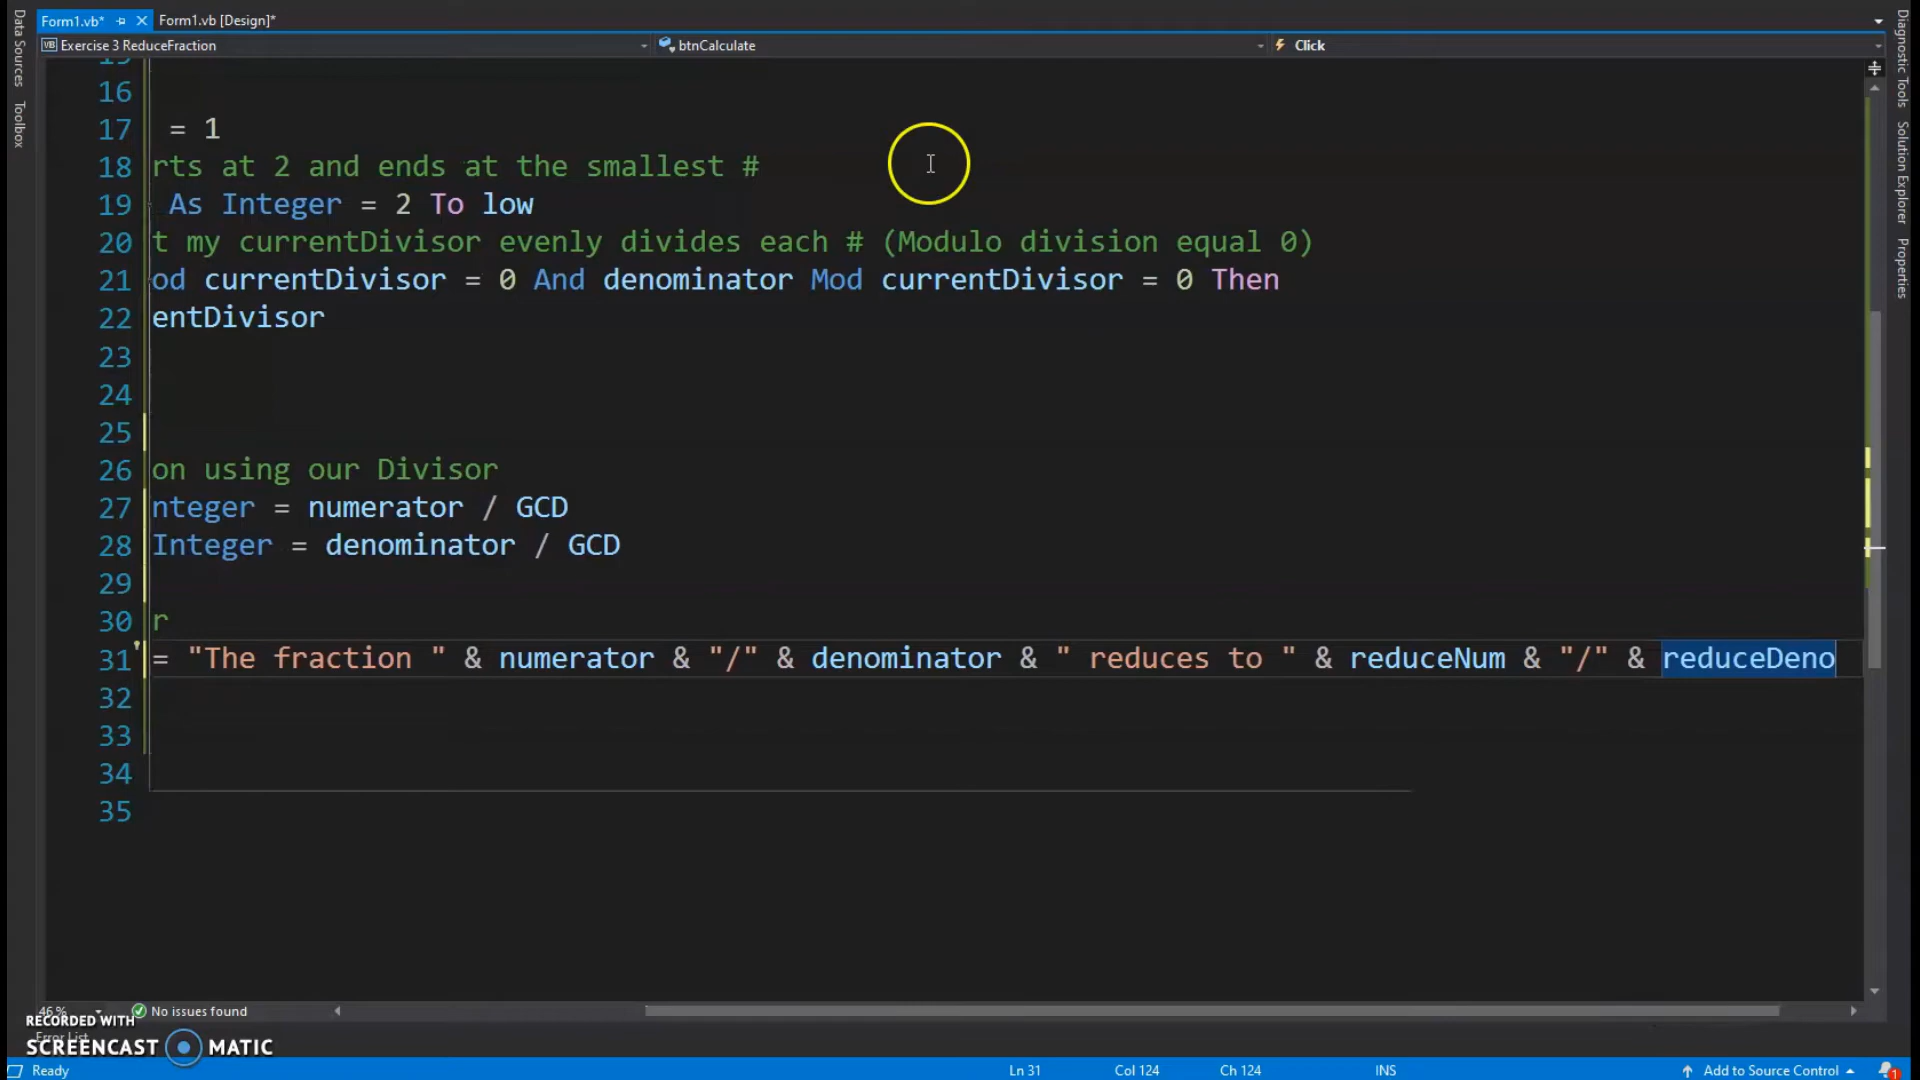 Form1.vb*
Form1.vb [Design]*
Data Sources
Toolbox
VB Exercise 3 ReduceFraction
btnCalculate
Click
Diagnostic Tools
Solution Explorer
Properties
15
16
17 = 1
18 rts at 2 and ends at the smallest #
19 As Integer = 2 To low
20 t my currentDivisor evenly divides each # (Modulo division equal 0)
21 od currentDivisor = 0 And denominator Mod currentDivisor = 0 Then
22 entDivisor
23
24
25
26 on using our Divisor
27 nteger = numerator / GCD
28 Integer = denominator / GCD
29
30 r
31 = "The fraction " & numerator & "/" & denominator & " reduces to " & reduceNum & "/" & reduceDeno
32
33
34
35
46 %
No issues found
RECORDED WITH
Error List
SCREENCAST MATIC
Ready
Ln 31
Col 124
Ch 124
INS
Add to Source Control
1